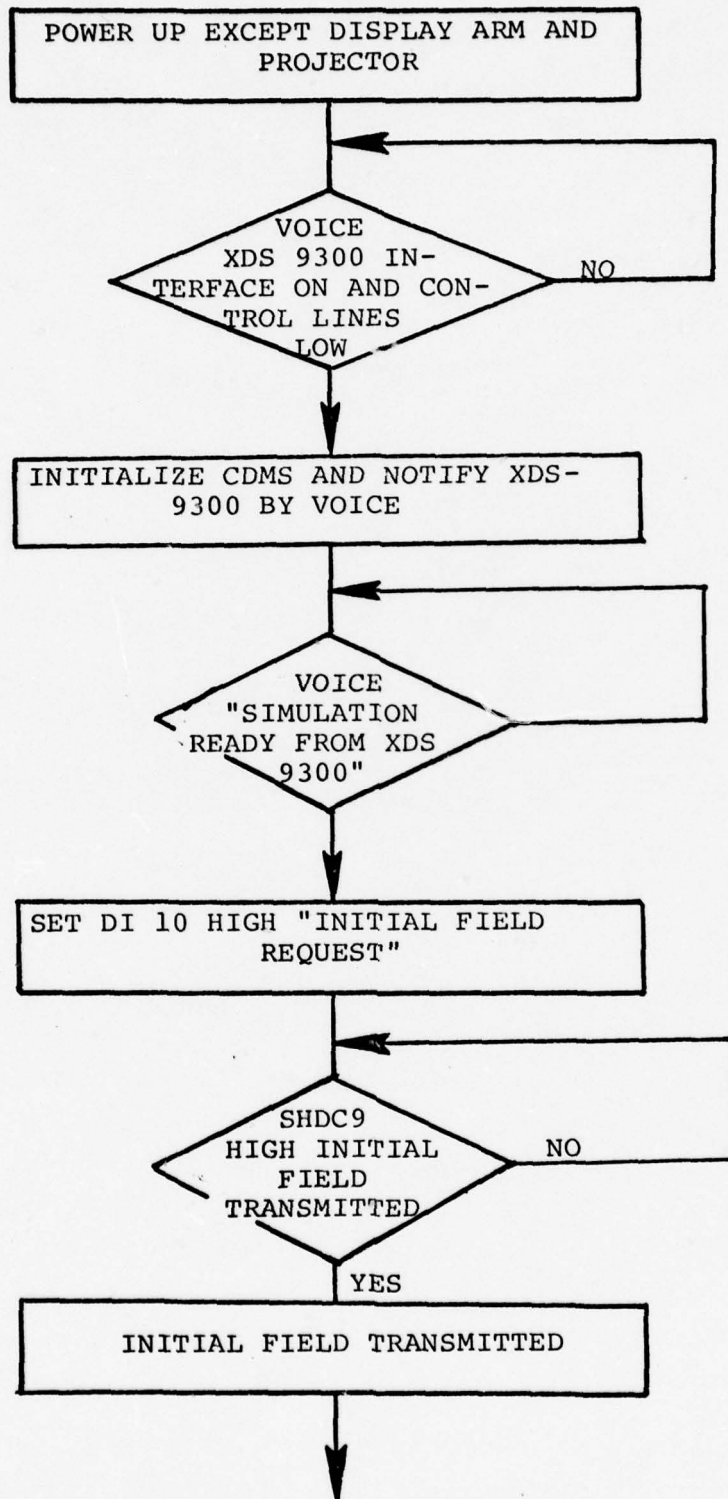 POWER UP EXCEPT DISPLAY ARM AND
PROJECTOR
VOICE
XDS 9300 IN-
TERFACE ON AND CON-
TROL LINES
LOW
NO
INITIALIZE CDMS AND NOTIFY XDS-
9300 BY VOICE
VOICE
"SIMULATION
READY FROM XDS
9300"
SET DI 10 HIGH "INITIAL FIELD
REQUEST"
SHDC9
HIGH INITIAL
FIELD
TRANSMITTED
NO
YES
INITIAL FIELD TRANSMITTED